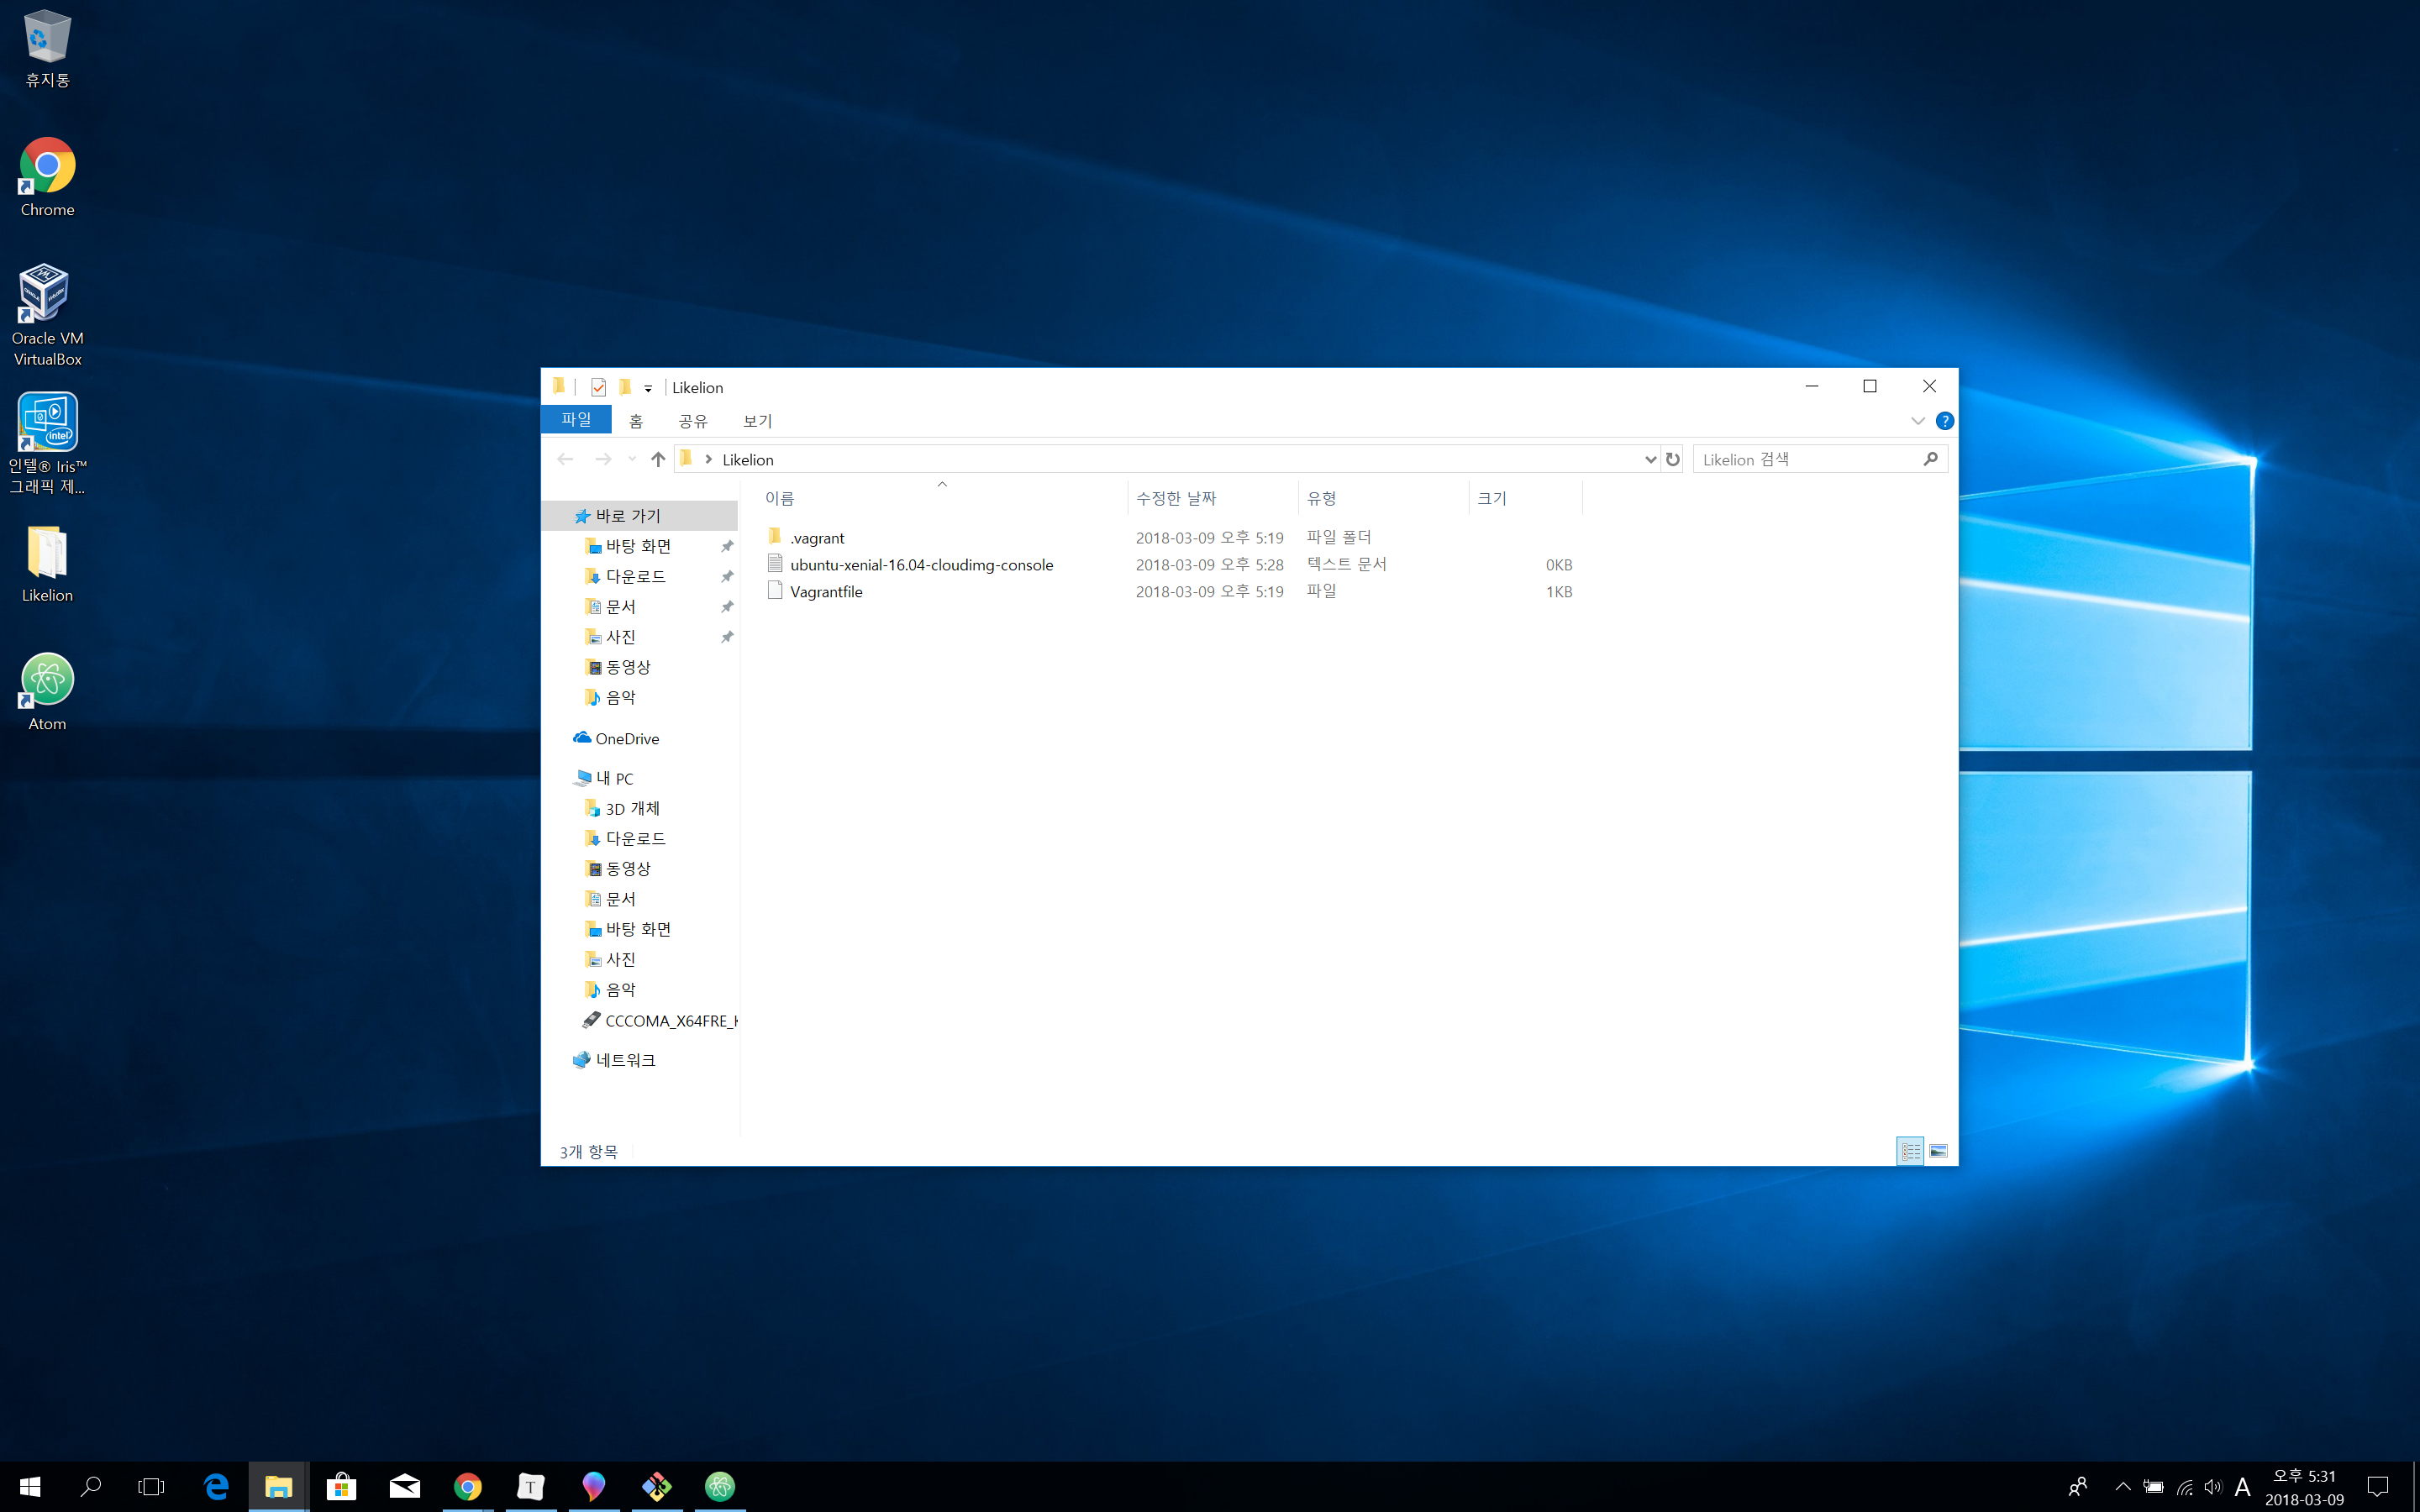 휴지통
Chrome
Oracle VM
VirtualBox
인텔® Iris™
그래픽 제...
Likelion
Atom
Likelion
파일 홈 공유 보기
Likelion
Likelion 검색
이름 수정한 날짜 유형 크기
.vagrant 2018-03-09 오후 5:19 파일 폴더
ubuntu-xenial-16.04-cloudimg-console 2018-03-09 오후 5:28 텍스트 문서 0KB
Vagrantfile 2018-03-09 오후 5:19 파일 1KB
바로 가기
바탕 화면
다운로드
문서
사진
동영상
음악
OneDrive
내 PC
3D 개체
다운로드
동영상
문서
바탕 화면
사진
음악
CCCOMA_X64FRE_
네트워크
3개 항목
A
오후 5:31
2018-03-09